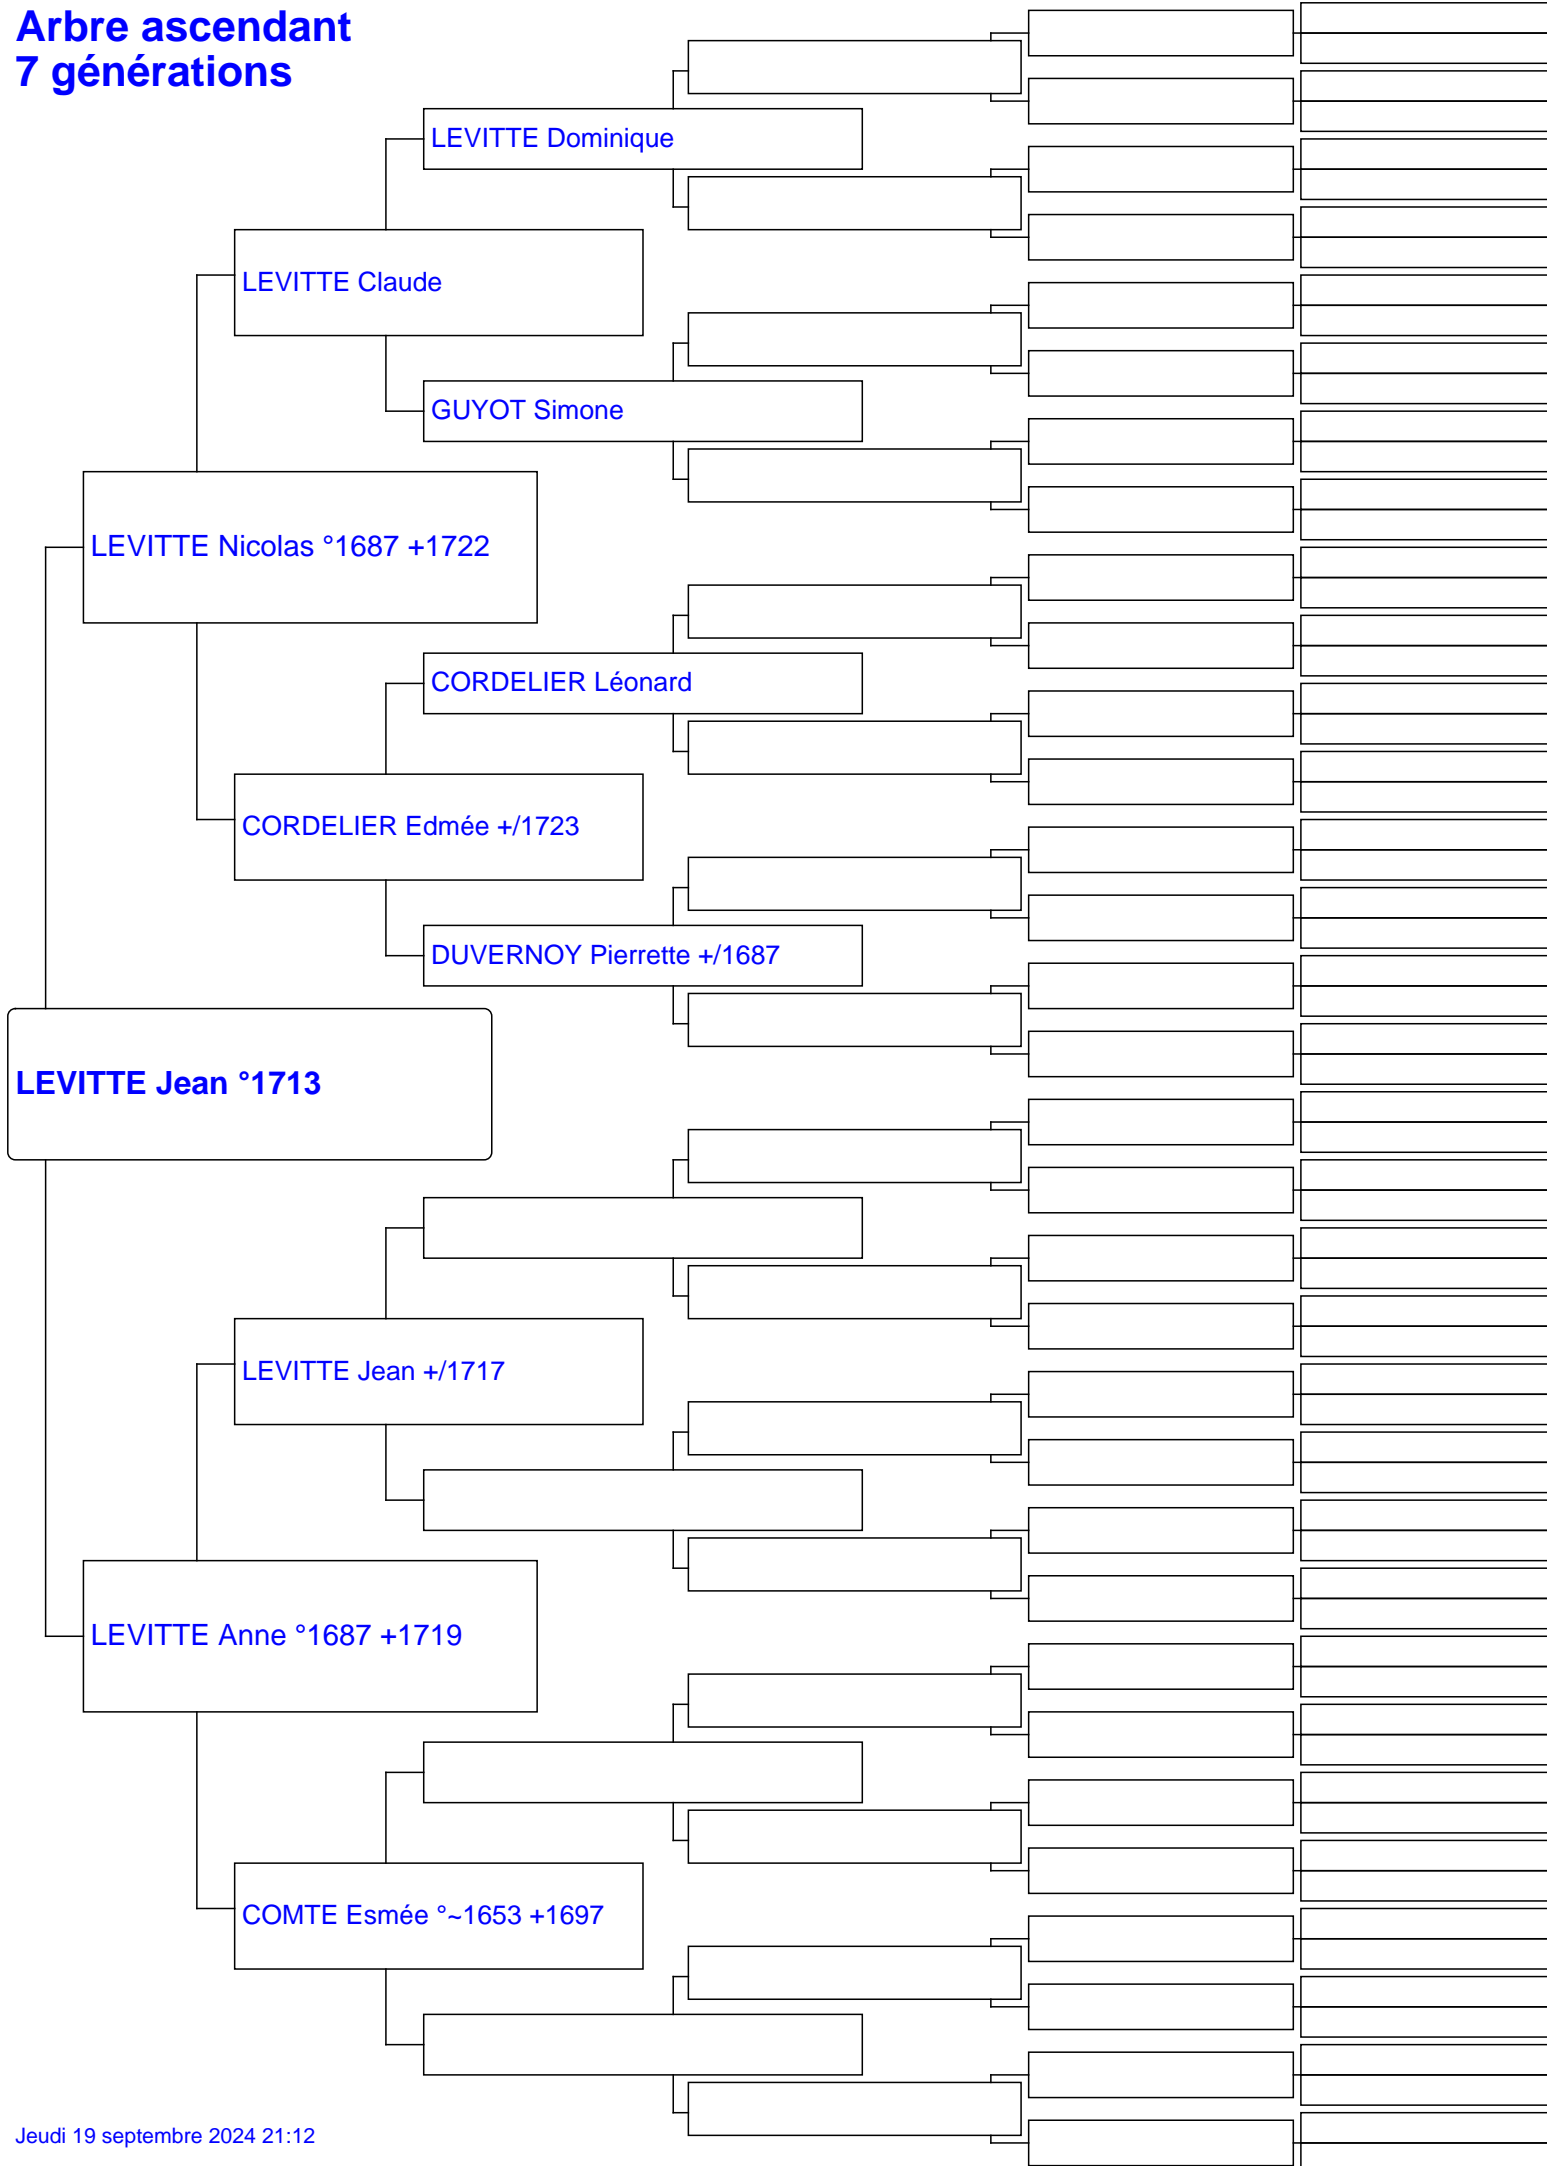 Arbre ascendant
7 générations
LEVITTE Dominique
LEVITTE Claude
GUYOT Simone
LEVITTE Nicolas °1687 +1722
CORDELIER Léonard
CORDELIER Edmée +/1723
DUVERNOY Pierrette +/1687
LEVITTE Jean °1713
LEVITTE Jean +/1717
LEVITTE Anne °1687 +1719
COMTE Esmée °~1653 +1697
Jeudi 19 septembre 2024 21:12